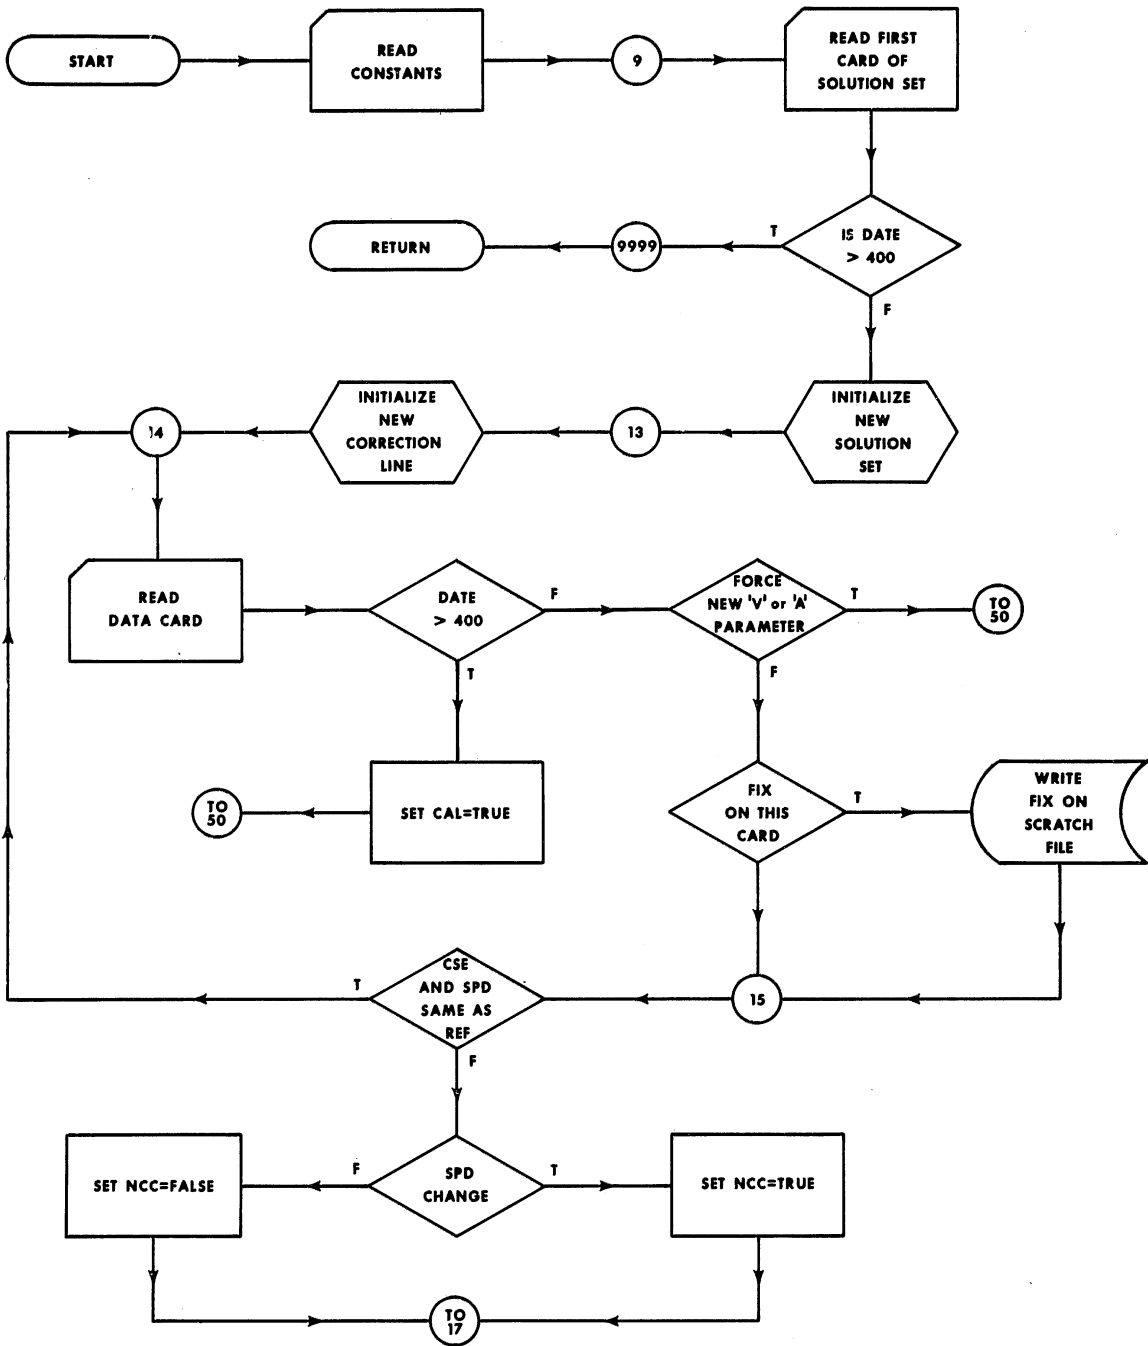 START
READ
CONSTANTS
9
READ FIRST
CARD OF
SOLUTION SET
RETURN
9999
T
IS DATE
> 400
F
14
INITIALIZE
NEW
CORRECTION
LINE
13
INITIALIZE
NEW
SOLUTION
SET
READ
DATA CARD
DATE
> 400
F
T
FORCE
NEW 'V' or 'A'
PARAMETER
T
F
TO
50
TO
50
SET CAL=TRUE
FIX
ON THIS
CARD
T
WRITE
FIX ON
SCRATCH
FILE
T
CSE
AND SPD
SAME AS
REF
F
15
SET NCC=FALSE
F
SPD
CHANGE
T
SET NCC=TRUE
TO
17